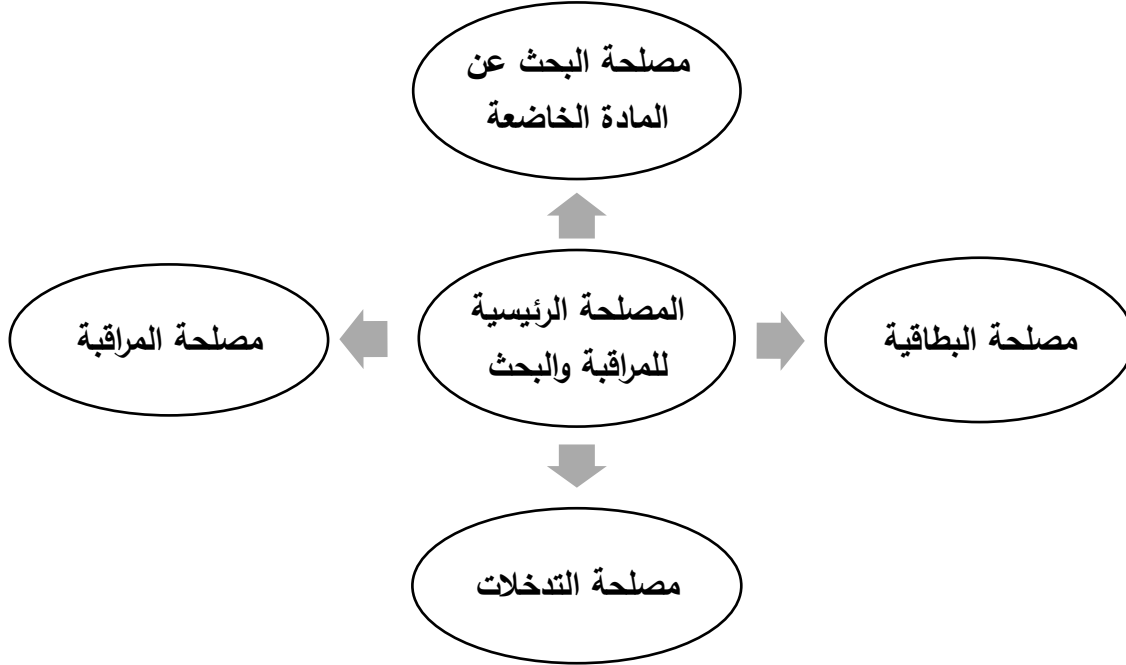 مصلحة البحث عن
المادة الخاضعة
المصلحة الرئيسية
للمراقبة والبحث
مصلحة البطاقية
مصلحة المراقبة
مصلحة التدخلات